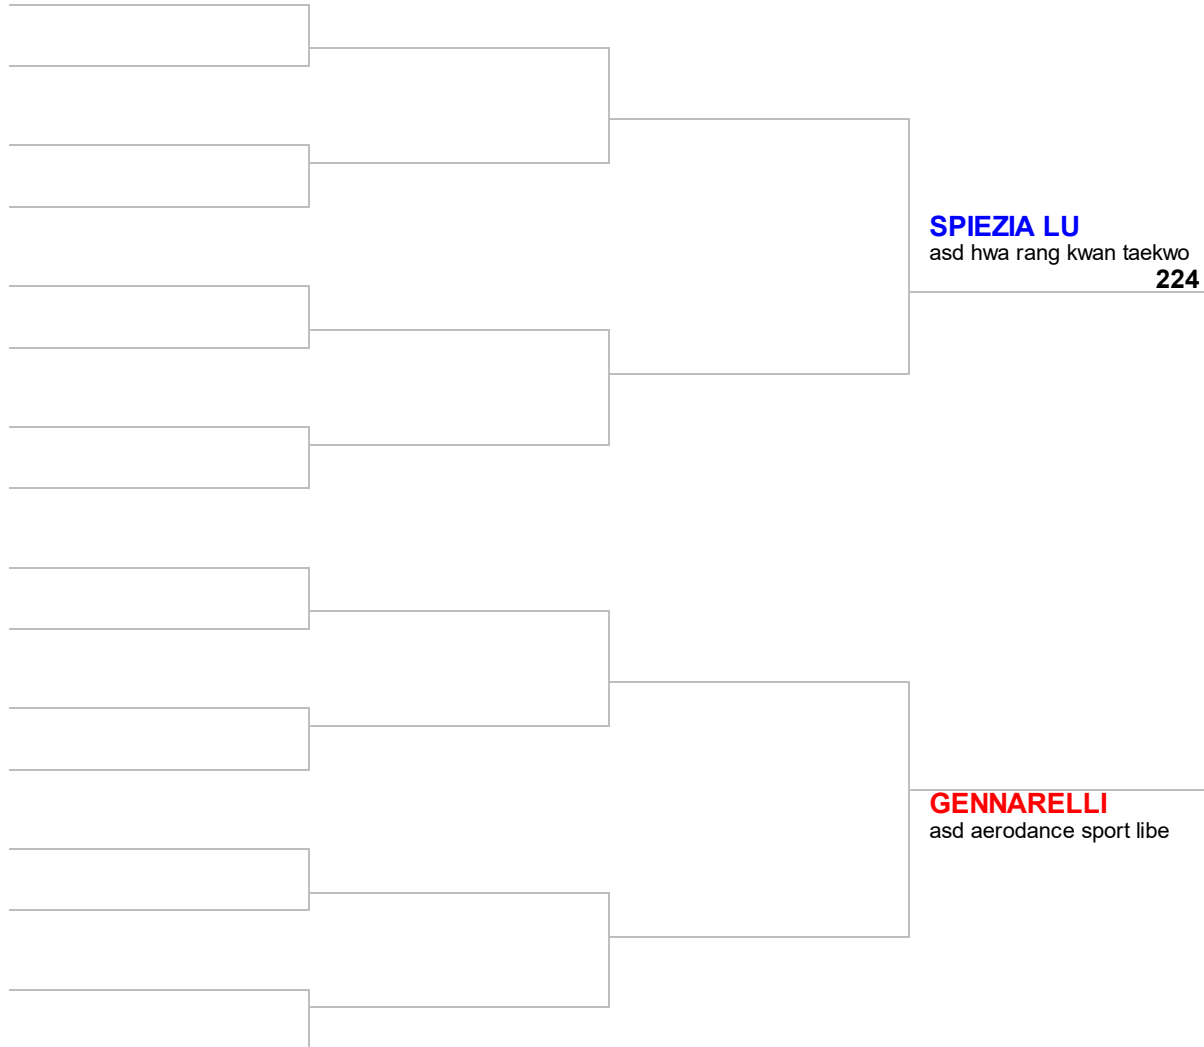 SPIEZIA LU
asd hwa rang kwan taekwo
224
GENNARELLI
asd aerodance sport libe